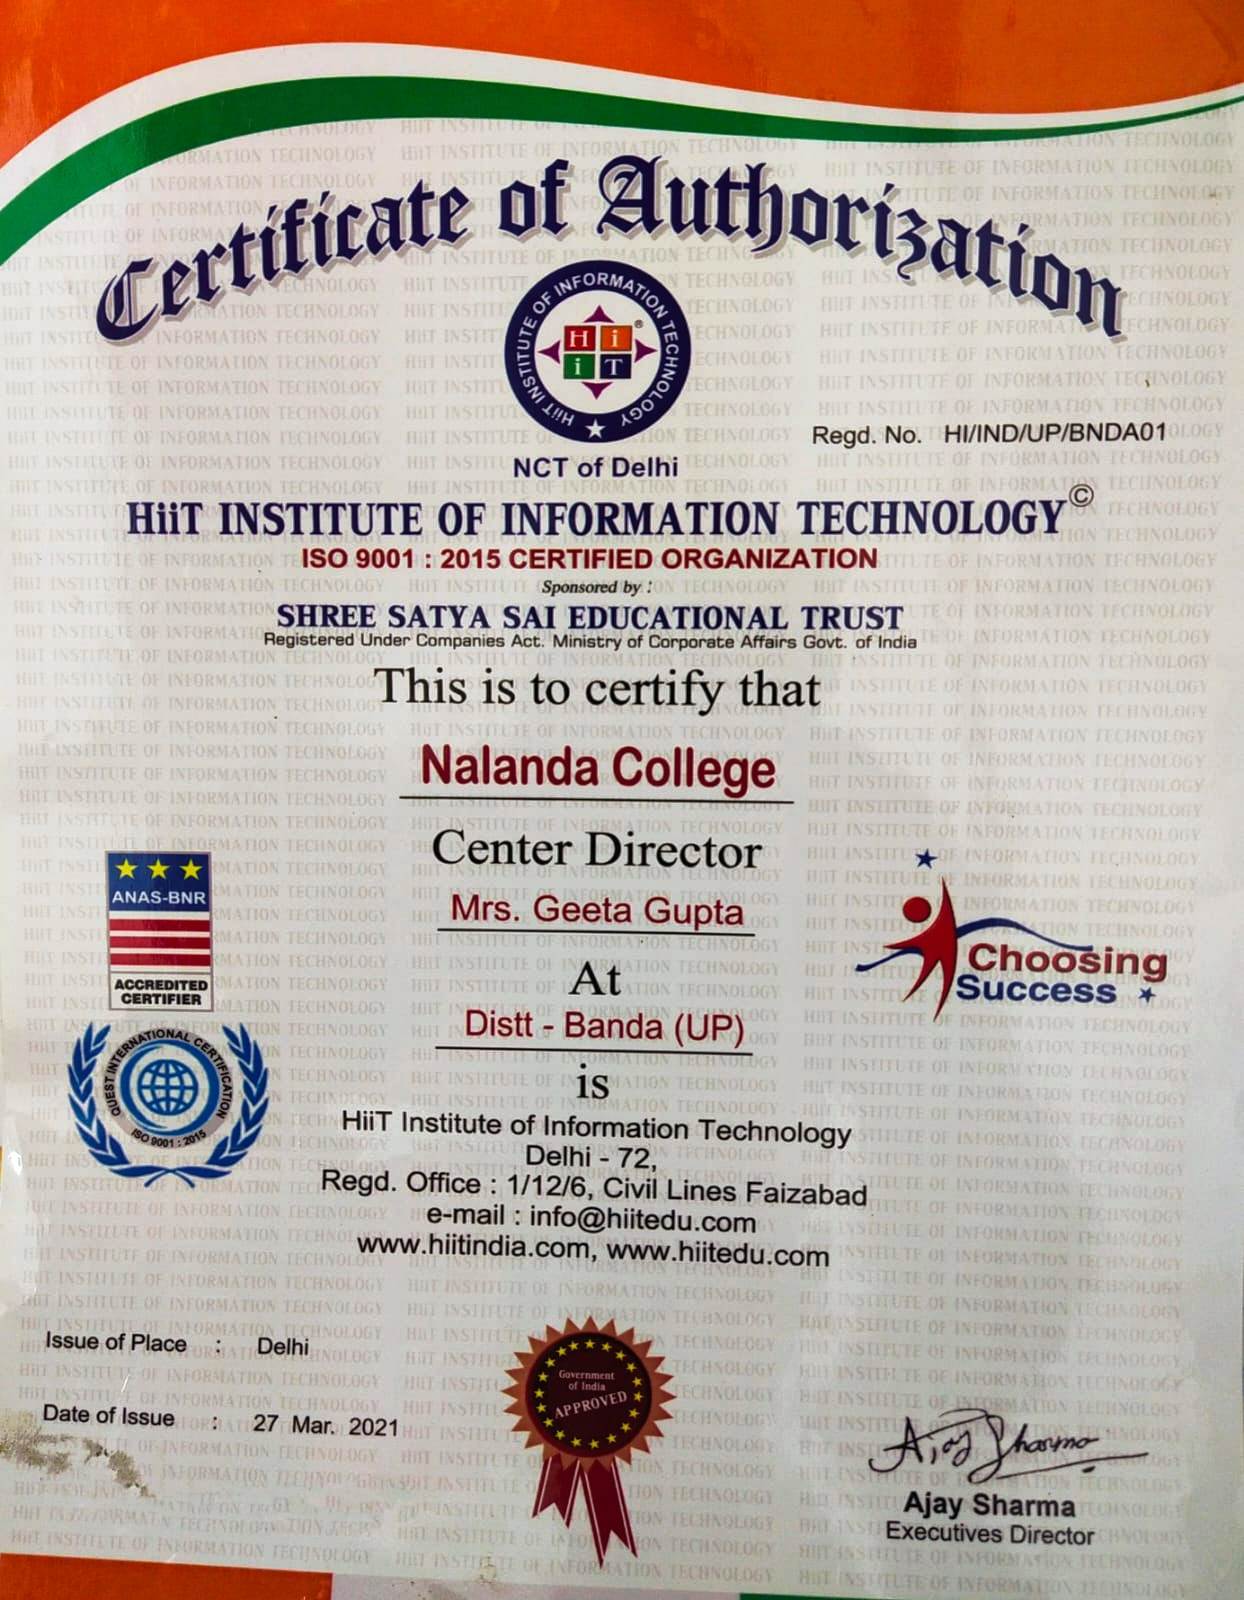 Certificate of Authorization
HiiT INSTITUTE OF INFORMATION TECHNOLOGY
H i
i T
®
NCT of Delhi
Regd. No. HI/IND/UP/BNDA01
HiiT INSTITUTE OF INFORMATION TECHNOLOGY©
ISO 9001 : 2015 CERTIFIED ORGANIZATION
Sponsored by :
SHREE SATYA SAI EDUCATIONAL TRUST
Registered Under Companies Act. Ministry of Corporate Affairs Govt. of India
This is to certify that
Nalanda College
Center Director
Mrs. Geeta Gupta
At
Distt - Banda (UP)
is
HiiT Institute of Information Technology
Delhi - 72,
Regd. Office : 1/12/6, Civil Lines Faizabad
e-mail : info@hiitedu.com
www.hiitindia.com, www.hiitedu.com
ANAS-BNR
ACCREDITED
CERTIFIER
QUEST INTERNATIONAL CERTIFICATION
ISO 9001 : 2015
Choosing
Success
Issue of Place : Delhi
Date of Issue : 27 Mar. 2021
Government
of India
APPROVED
Ajay Sharma
Ajay Sharma
Executives Director